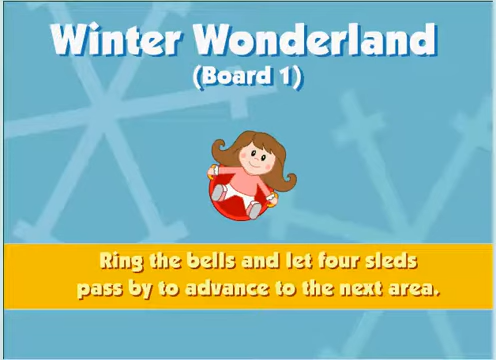 Winter Wonderland
(Board 1)
Ring the bells and let four sleds
pass by to advance to the next area.